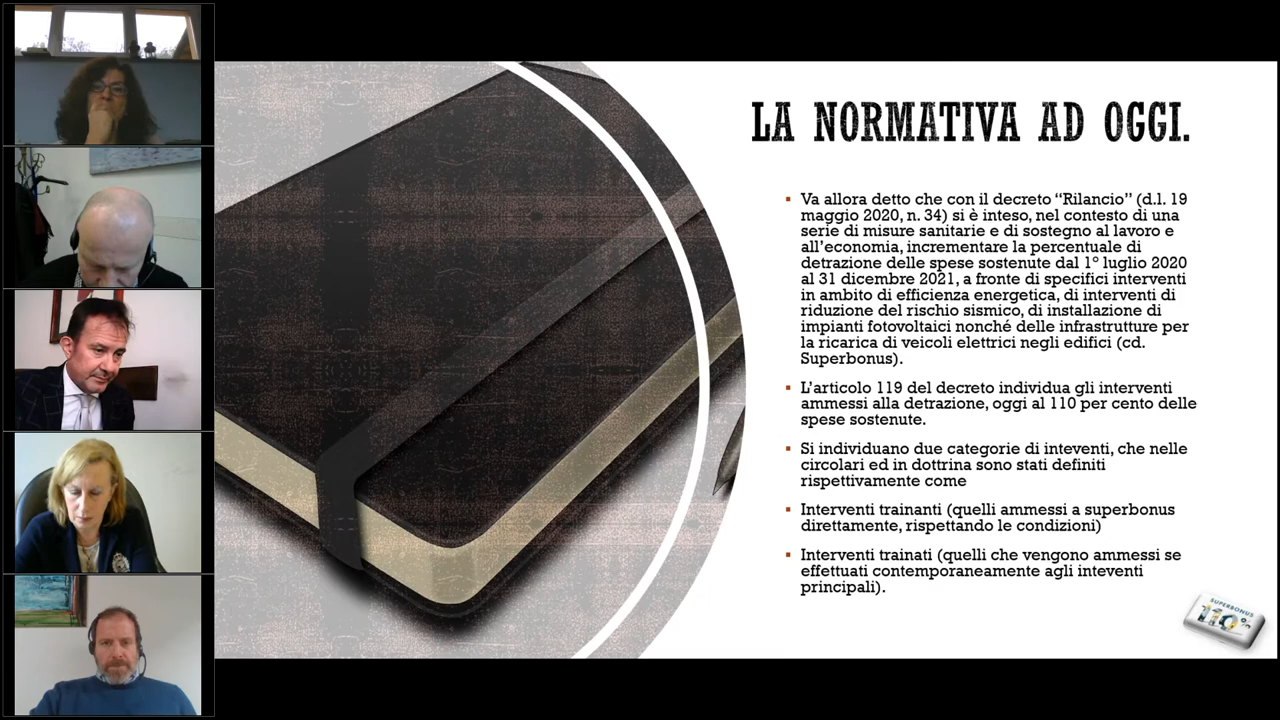 LA NORMATIVA AD OGGI.
Va allora detto che con il decreto “Rilancio” (d.l. 19
maggio 2020, n. 34) si è inteso, nel contesto di una
serie di misure sanitarie e di sostegno al lavoro e
all’economia, incrementare la percentuale di
detrazione delle spese sostenute dal 1° luglio 2020
al 31 dicembre 2021, a fronte di specifici interventi
in ambito di efficienza energetica, di interventi di
riduzione del rischio sismico, di installazione di
impianti fotovoltaici nonché delle infrastrutture per
la ricarica di veicoli elettrici negli edifici (cd.
Superbonus).
L’articolo 119 del decreto individua gli interventi
ammessi alla detrazione, oggi al 110 per cento delle
spese sostenute.
Si individuano due categorie di inteventi, che nelle
circolari ed in dottrina sono stati definiti
rispettivamente come
Interventi trainanti (quelli ammessi a superbonus
direttamente, rispettando le condizioni)
Interventi trainati (quelli che vengono ammessi se
effettuati contemporaneamente agli inteventi
principali).
SUPERBONUS
110%